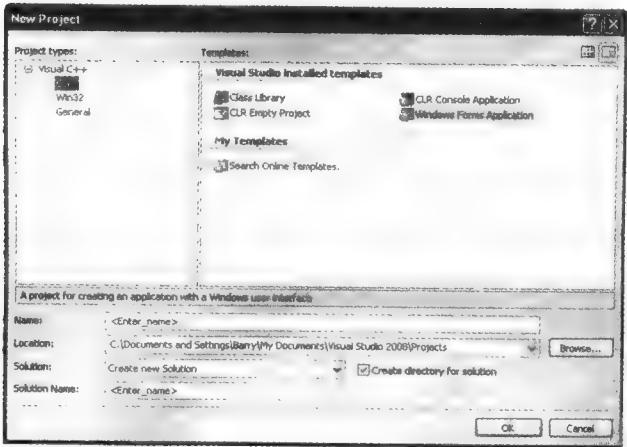 New Project
Project types:
Templates:
Visual C++
Win32
General
Visual Studio installed templates
Class Library
CLR Console Application
CLR Empty Project
Windows Forms Application
My Templates
Search Online Templates.
A project for creating an application with a Windows user interface
Name:
<Enter_name>
Location:
C:\Documents and Settings\Barry\My Documents\Visual Studio 2008\Projects
Browse...
Solution:
Create new Solution
Create directory for solution
Solution Name:
<Enter_name>
OK
Cancel